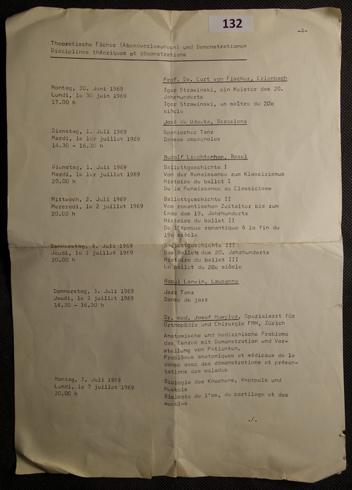 132
-2-
Theoretische Fächer (Abendvorlesungen) und Demonstrationen
Disciplines théoriques et démonstrations
Prof. Dr. Curt von Fischer, Erlenbach
Montag, 30. Juni 1969
Lundi, le 30 juin 1969
17.00 h
Igor Strawinski, ein Meister des 20.
Jahrhunderts
Igor Strawinski, un maître du 20e
siècle
José de Udaeta, Barcelona
Dienstag, 1. Juli 1969
Mardi, le 1er juillet 1969
14.30 - 16.30 h
Spanischer Tanz
Danse espagnole
Rudolf Liechtenhan, Basel
Dienstag, 1. Juli 1969
Mardi, le 1er juillet 1969
20.00 h
Ballettgeschichte I
Von der Renaissance zum Klassizismus
Histoire du ballet I
De la Renaissance au Classicisme
Mittwoch, 2. Juli 1969
Mercredi, le 2 juillet 1969
20.00 h
Ballettgeschichte II
Vom romantischen Zeitalter bis zum
Ende des 19. Jahrhunderts
Histoire du ballet II
De l'époque romantique à la fin du
19e siècle
Donnerstag, 3. Juli 1969
Jeudi, le 3 juillet 1969
20.00 h
Ballettgeschichte III
Das Ballet des 20. Jahrhunderts
Histoire du ballet III
Le ballet du 20e siècle
Lausanne
Donnerstag, 3. Juli 1969
Jeudi, le 3 juillet 1969
14.30 - 16.30 h
Jazz Tanz
Danse de jazz
Dr. med. Josef Spezialarzt für
Orthopädie und Chirurgie FMH, Zürich
Anatomische und medizinische Probleme
des Tanzes mit Demonstration und Vor-
stellung von Patienten.
Problèmes anatomiques et médicaux de la
danse avec des démonstrations et présen-
tations des malades
Montag, 7. Juli 1969
Lundi, le 7 juillet 1969
20.00 h
Biologie des Knochens, Knorpels und
Muskels
Biologie de l'os, du cartilage et des
muscles
./.